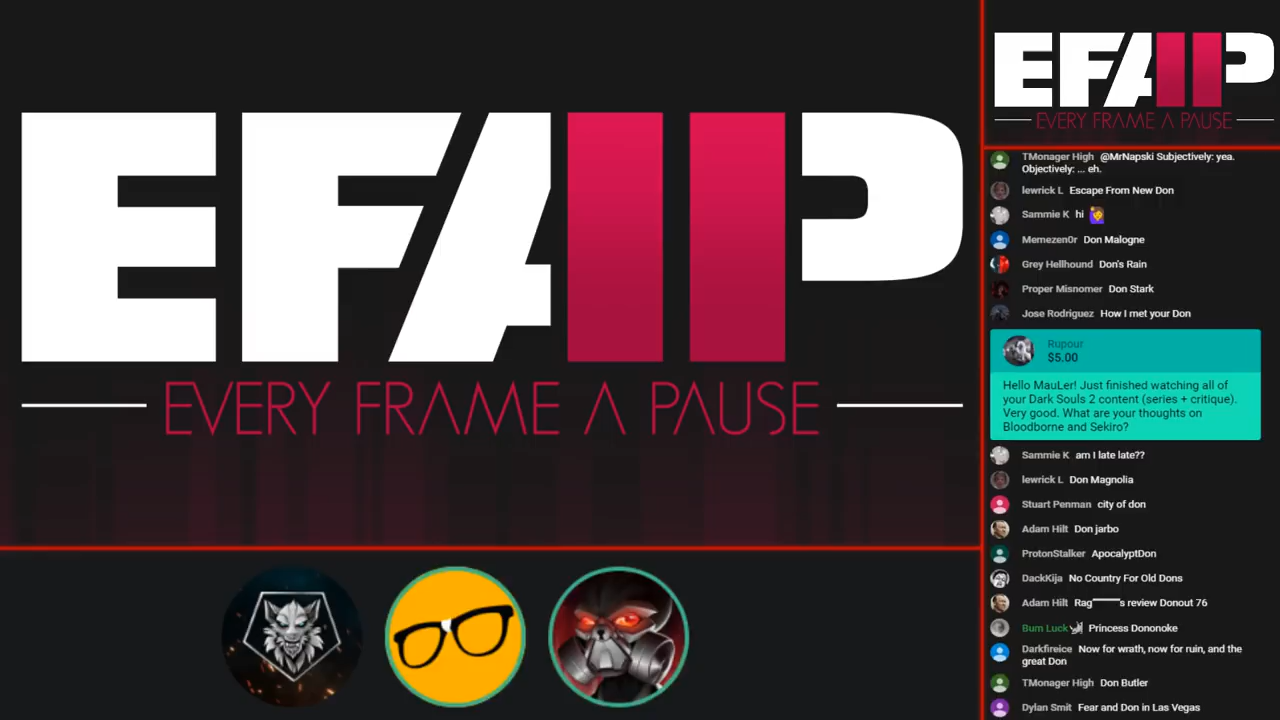 EFAP
EVERY FRAME A PAUSE
EFAP
EVERY FRAME A PAUSE
TMonager High @MrNapski Subjectively: yea.
Objectively: ... eh.
lewrick L Escape From New Don
Sammie K hi
Memezen0r Don Malogne
Grey Hellhound Don's Rain
Proper Misnomer Don Stark
Jose Rodriguez How I met your Don
Rupour
$5.00
Hello MauLer! Just finished watching all of
your Dark Souls 2 content (series + critique).
Very good. What are your thoughts on
Bloodborne and Sekiro?
Sammie K am I late late??
lewrick L Don Magnolia
Stuart Penman city of don
Adam Hilt Don jarbo
ProtonStalker ApocalyptDon
DackKija No Country For Old Dons
Adam Hilt Rag‾‾‾‾‾s review Donout 76
Bum Luck Princess Dononoke
Darkfireice Now for wrath, now for ruin, and the
great Don
TMonager High Don Butler
Dylan Smit Fear and Don in Las Vegas